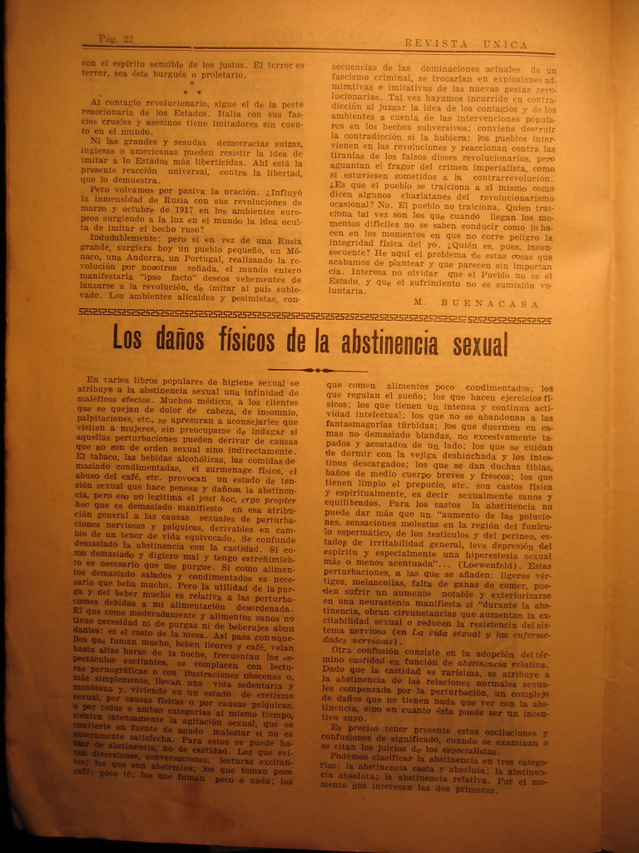 Pág. 22
REVISTA UNICA
con el espíritu sensible de los justos. El terror es
terror, sea éste burgués o proletario.
*
* *
Al contagio revolucionario, sigue el de la peste
reaccionaria de los Estados. Italia con sus fas-
cios crueles y asesinos tiene imitadores sin cuen-
to en el mundo.
Ni las grandes y sesudas democracias suizas,
inglesas o americanas pueden resistir la idea de
imitar a lo Estados más liberticidas. Ahí está la
presente reacción universal, contra la libertad,
que lo demuestra.
Pero volvamos por pasiva la oración. ¿Influyó
la inmensidad de Rusia con sus revoluciones de
marzo y octubre de 1917 en los ambientes euro-
peos surgiendo a la luz en el mundo la idea ocul-
ta de imitar el hecho ruso?
Indudablemente: pero si en vez de una Rusia
grande, surgiera hoy un pueblo pequeño, un Mó-
naco, una Andorra, un Portugal, realizando la re-
volución por nosotros soñada, el mundo entero
manifestaría "ipso facto" deseos vehementes de
lanzarse a la revolución, de imitar al país suble-
vado. Los ambientes alicaídos y pesimistas, con-
secuencias de las dominaciones actuales de un
fascismo criminal, se trocarían en explosiones ad-
mirativas e imitativas de las nuevas gestas revo-
lucionarias. Tal vez hayamos incurrido en contra-
dicción al juzgar la idea de los contagios y de los
ambientes a cuenta de las intervenciones popula-
res en los hechos subversivos; conviene destruir
la contradicción si la hubiera: los pueblos inter-
vienen en las revoluciones y reaccionan contra las
tiranías de los falsos dioses revolucionarios, pero
aguantan el fragor del crimen imperialista, como
si estuviesen sometidos a la contrarrevolución.
¿Es que el pueblo se traiciona a sí mismo como
dicen algunos charlatanes del revolucionarismo
ocasional? No. El pueblo no traiciona. Quien trai-
ciona tal vez son los que cuando llegan los mo-
mentos difíciles no se saben conducir como lo ha-
cen en los momentos en que no corre peligro la
integridad física del yo. ¿Quién es, pues, incon-
secuente? He aquí el problema de estas cosas que
acabamos de plantear y que parecen sin importan
cia. Interesa no olvidar que el Pueblo no es el
Estado, y que el sufrimiento no es sumisión vo-
luntaria.
M. BUENACASA
Los daños físicos de la abstinencia sexual
En varios libros populares de higiene sexual se
atribuye a la abstinencia sexual una infinidad de
maléficos efectos. Muchos médicos, a los clientes
que se quejan de dolor de cabeza, de insomnio,
palpitaciones, etc., se apresuran a aconsejarles que
visiten a mujeres, sin preocuparse de indagar si
aquellas perturbaciones pueden derivar de causas
que no son de orden sexual sino indirectamente.
El tabaco, las bebidas alcohólicas, las comidas de-
masiado condimentadas, el surmenage físico, el
abuso del café, etc. provocan un estado de ten-
sión sexual que hace penosa y dañosa la abstinen-
cia, pero eso no legitima el post hoc, ergo propter
hoc que es demasiado manifiesto en esa atribu-
ción general a las causas sexuales de perturba-
ciones nerviosas y psíquicas, derivables en cam-
bio de un tenor de vida equivocado. Se confunde
demasiado la abstinencia con la castidad. Si co-
mo demasiado y digiero mal y tengo estreñimieh-
to es necesario que me purgue. Si como alimen-
tos demasiado salados y condimentados es nece-
sario que beba mucho. Pero la utilidad de la pur-
ga y del beber mucho es relativa a las perturba-
ciones debidas a mi alimentación desordenada.
El que come moderadamente y alimentos sanos no
tiene necesidad ni de purgas ni de beberajes abun
dantes: es el casto de la mesa. Así pasa con aque-
llos que fuman mucho, beben licores y café, velan
hasta altas horas de la noche, frecuentan los es-
pectáculos excitantes, se complacen con lectu-
ras pornográficas o con ilustraciones obscenas o,
más simplemente, llevan una vida sedentaria y
monótona y, viviendo en un estado de eretismo
sexual, por causas físicas o por causas psíquicas,
o por todas o ambas categorías al mismo tiempo,
sienten intensamente la agitación sexual, que se
convierte en fuente de agudo malestar si no es
enteramente satisfecha. Para estos se puede ha-
blar de abstinencia, no de castidad. Los que evi-
tan diversiones, conversaciones, lecturas excitan-
tes; los que son abstemios; los que toman poco
café; poco té; los que fuman poco o nada; los
que comen alimentos poco condimentados; los
que regulan el sueño; los que hacen ejercicios fí-
sicos; los que tienen un intensa y continua acti-
vidad intelectual; los que no se abandonan a las
fantasmagorías túrbidas; los que duermen en ca-
mas no demasiado blandas, no excesivamente ta-
pados y acostados de un lado; los que se cuidan
de dormir con la vejiga deshinchada y los intes-
tinos descargados; los que se dan duchas tibias,
baños de medio cuerpo breves y frescos; los que
tienen limpio el prepucio, etc. son castos física
y espiritualmente, es decir sexualmente sanos y
equilibrados. Para los castos la abstinencia no
puede dar más que un "aumento de las polucio-
nes, sensaciones molestas en la región del funícu-
lo espermático, de los testículos y del perineo, es-
tados de irritabilidad general, leve depresión del
espíritu y especialmente una hiperestesia sexual
más o menos acentuada"... (Loewenfeld). Estas
perturbaciones, a las que se añaden: ligeros vér-
tigos, melancolías, falta de ganas de comer, pue-
den sufrir un aumento notable y exteriorizarse
en una neurastenia manifiesta si "durante la abs-
tinencia, obran circunstancias que aumentan la ex-
citabilidad sexual o reducen la resistencia del sis-
tema nervioso (en La vida sexual y las enferme-
dades nerviosas).
Otra confusión consiste en la adopción del tér-
mino castidad en función de abstinencia relativa.
Dado que la castidad es rarísima, se atribuye a
la abstinencia de las relaciones normales sexua-
les compensada por la perturbación, un complejo
de daños que no tienen nada que ver con la abs-
tinencia, sino en cuanto ésta puede ser un incen-
tivo suyo.
Es preciso tener presente estas oscilaciones y
confusiones de significado, cuando se examinan o
se citan los juicios de los especialistas.
Podemos clasificar la abstinencia en tres catego-
rías: la abstinencia casta y absoluta; la abstinen-
cia absoluta; la abstinencia relativa. Por el mo-
mento nos interesan las dos primeras.